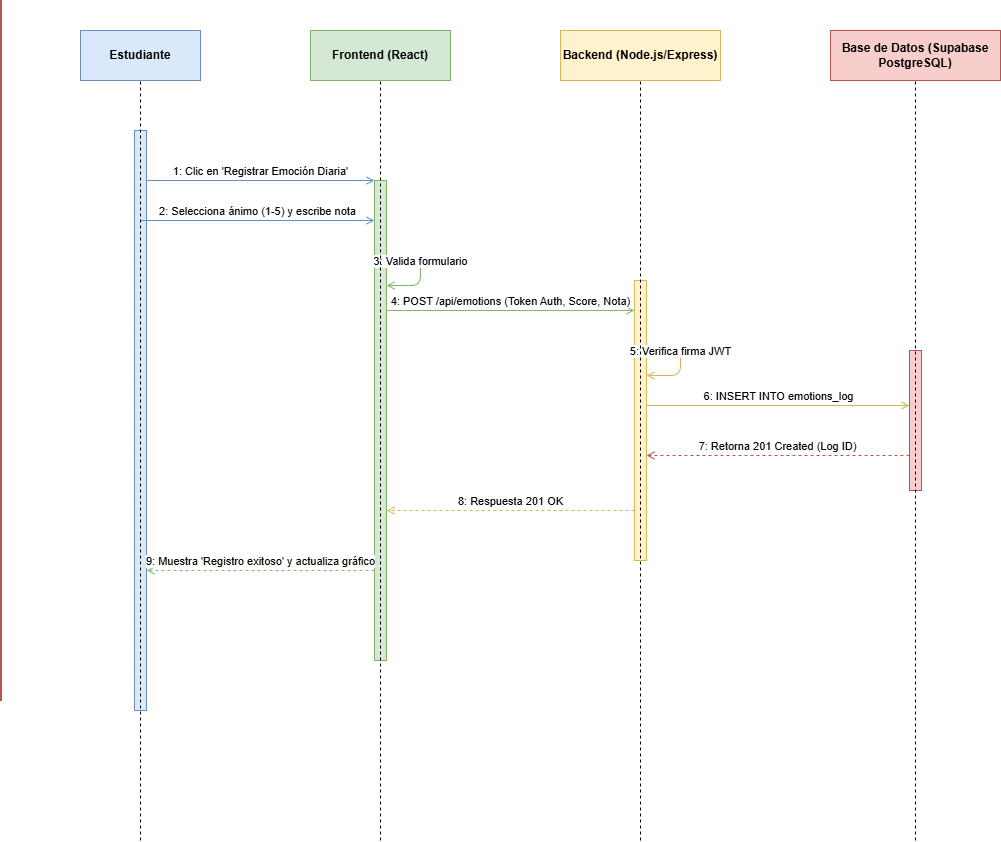 Estudiante
Frontend (React)
Backend (Node.js/Express)
Base de Datos (Supabase
PostgreSQL)
1: Clic en 'Registrar Emoción Diaria'
2: Selecciona ánimo (1-5) y escribe nota
3: Valida formulario
4: POST /api/emotions (Token Auth, Score, Nota)
5: Verifica firma JWT
6: INSERT INTO emotions_log
7: Retorna 201 Created (Log ID)
8: Respuesta 201 OK
9: Muestra 'Registro exitoso' y actualiza gráfico